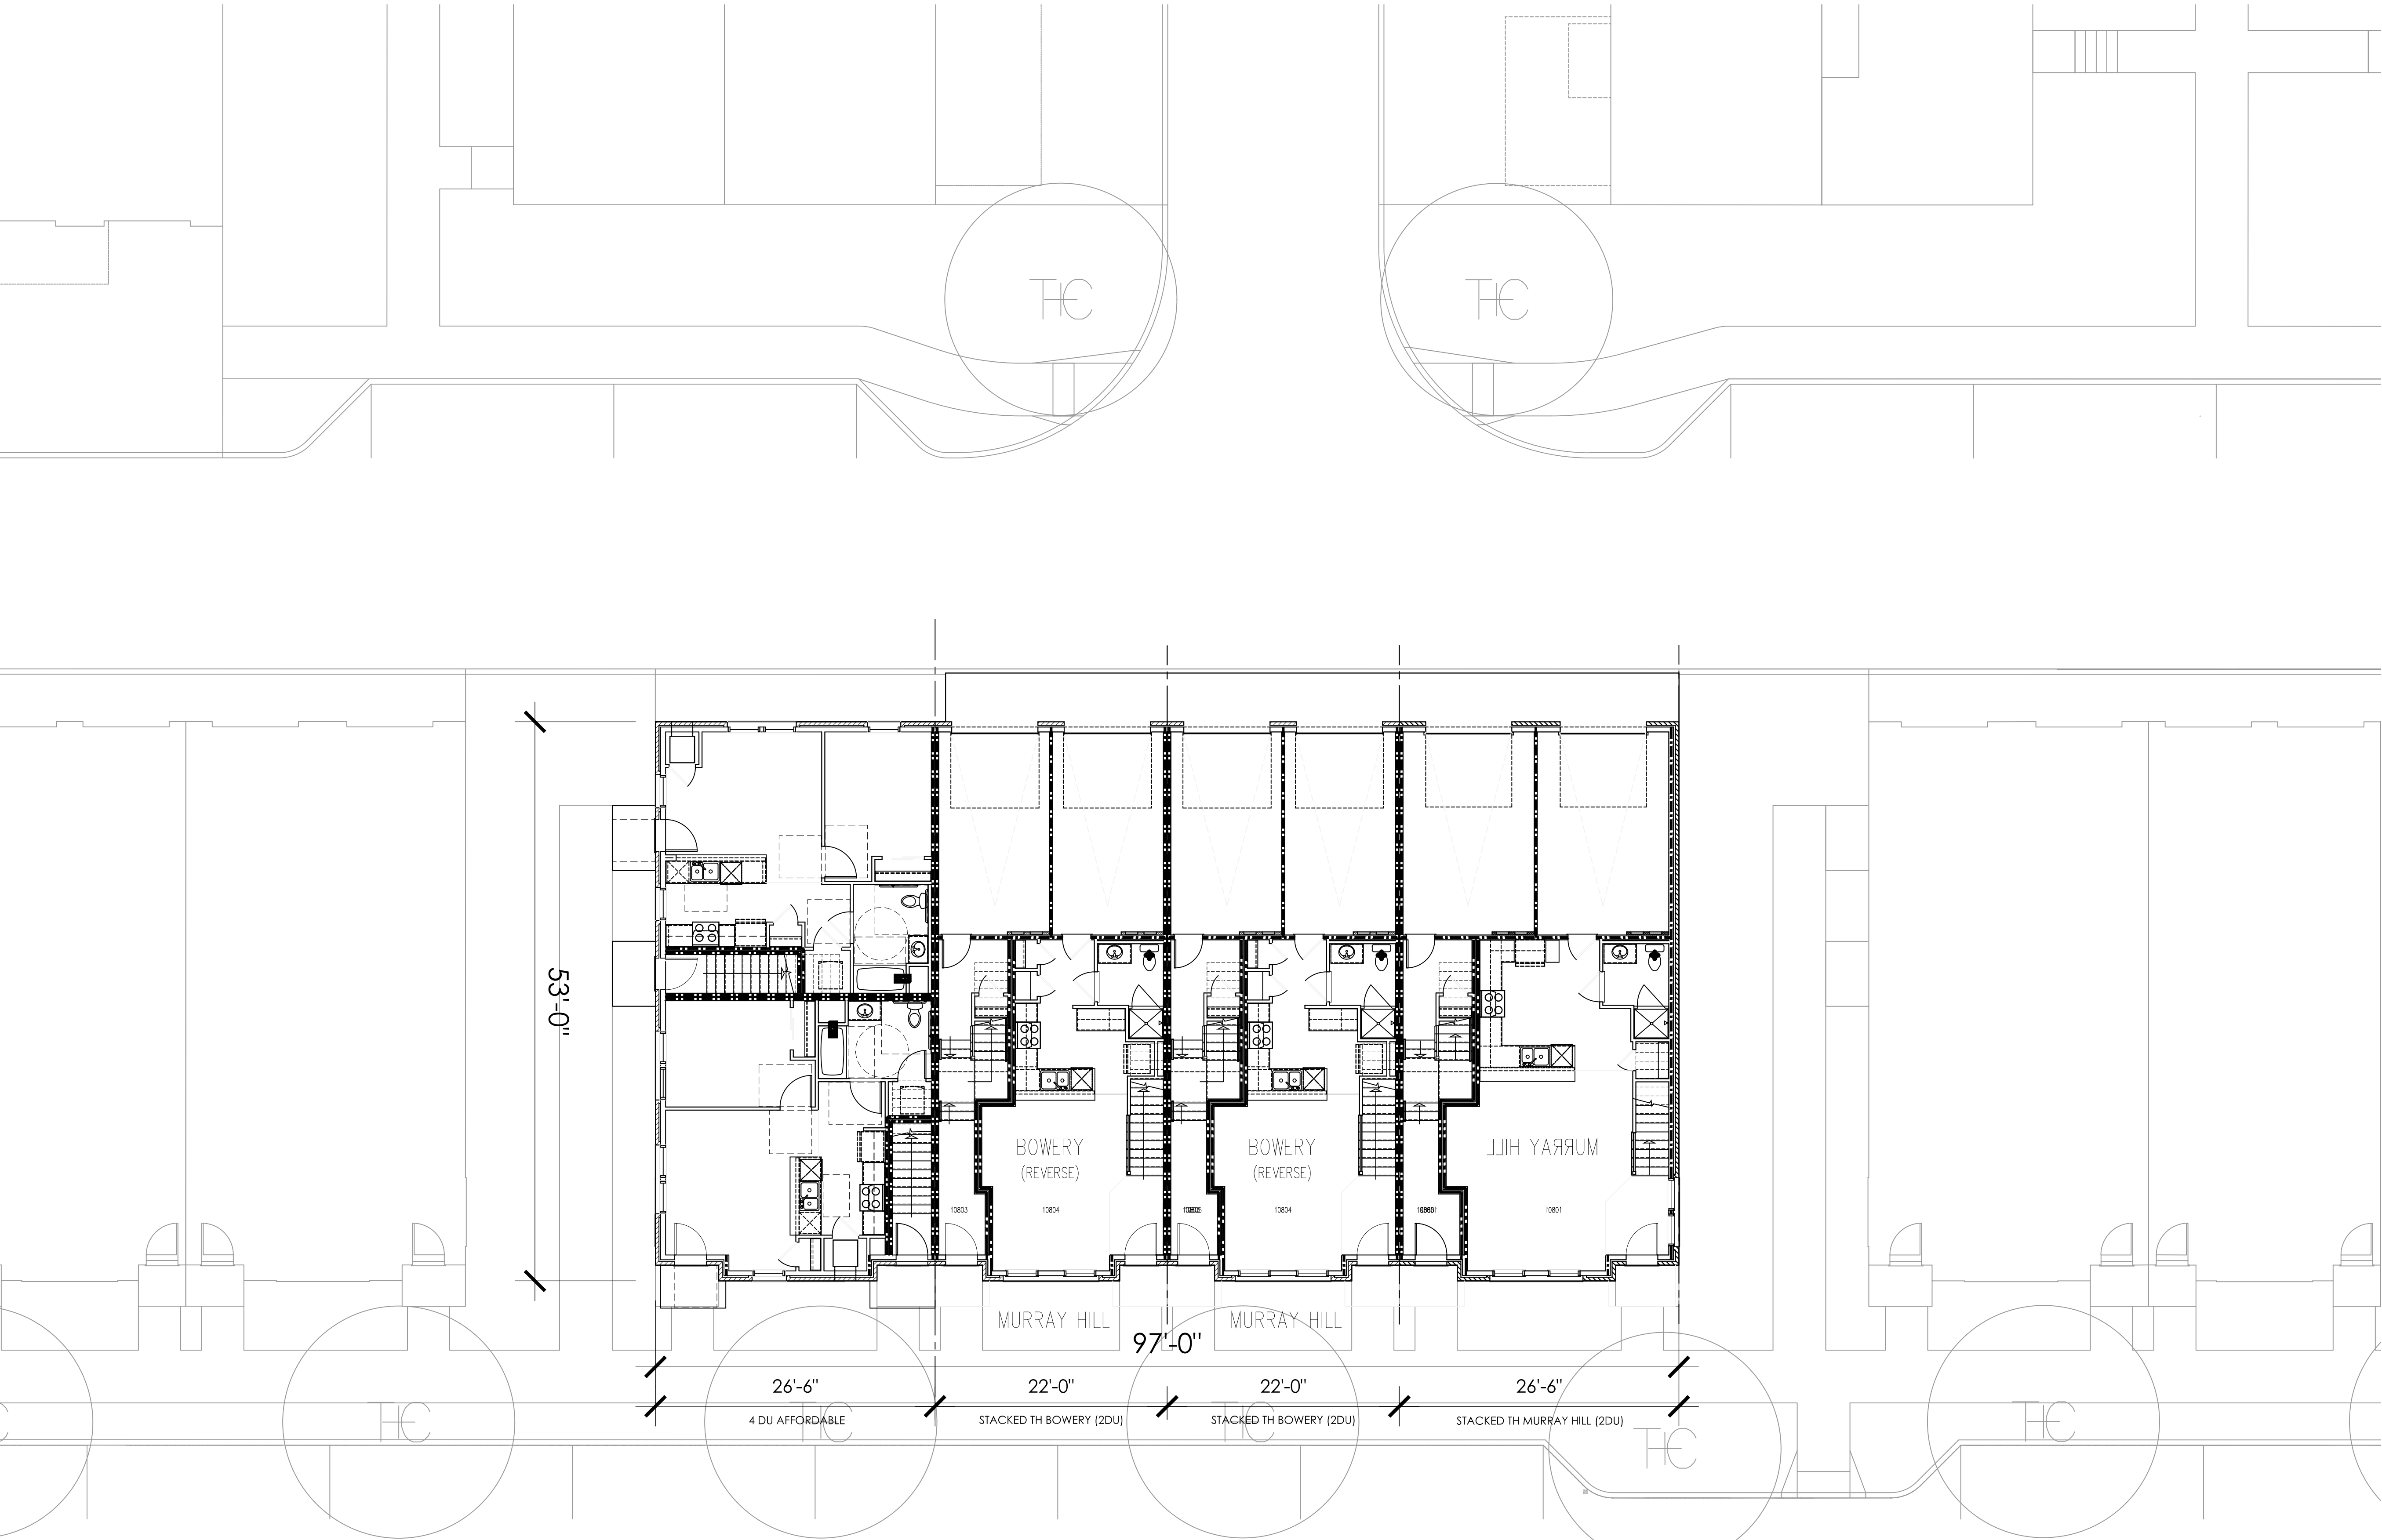 THC
THC
53'-0"
BOWERY
(REVERSE)
BOWERY
(REVERSE)
MURRAY HILL
10803
10804
10804
10801
MURRAY HILL
MURRAY HILL
97'-0"
26'-6"
22'-0"
22'-0"
26'-6"
4 DU AFFORDABLE
STACKED TH BOWERY (2DU)
STACKED TH BOWERY (2DU)
STACKED TH MURRAY HILL (2DU)
THC
THC
THC
THC
THC